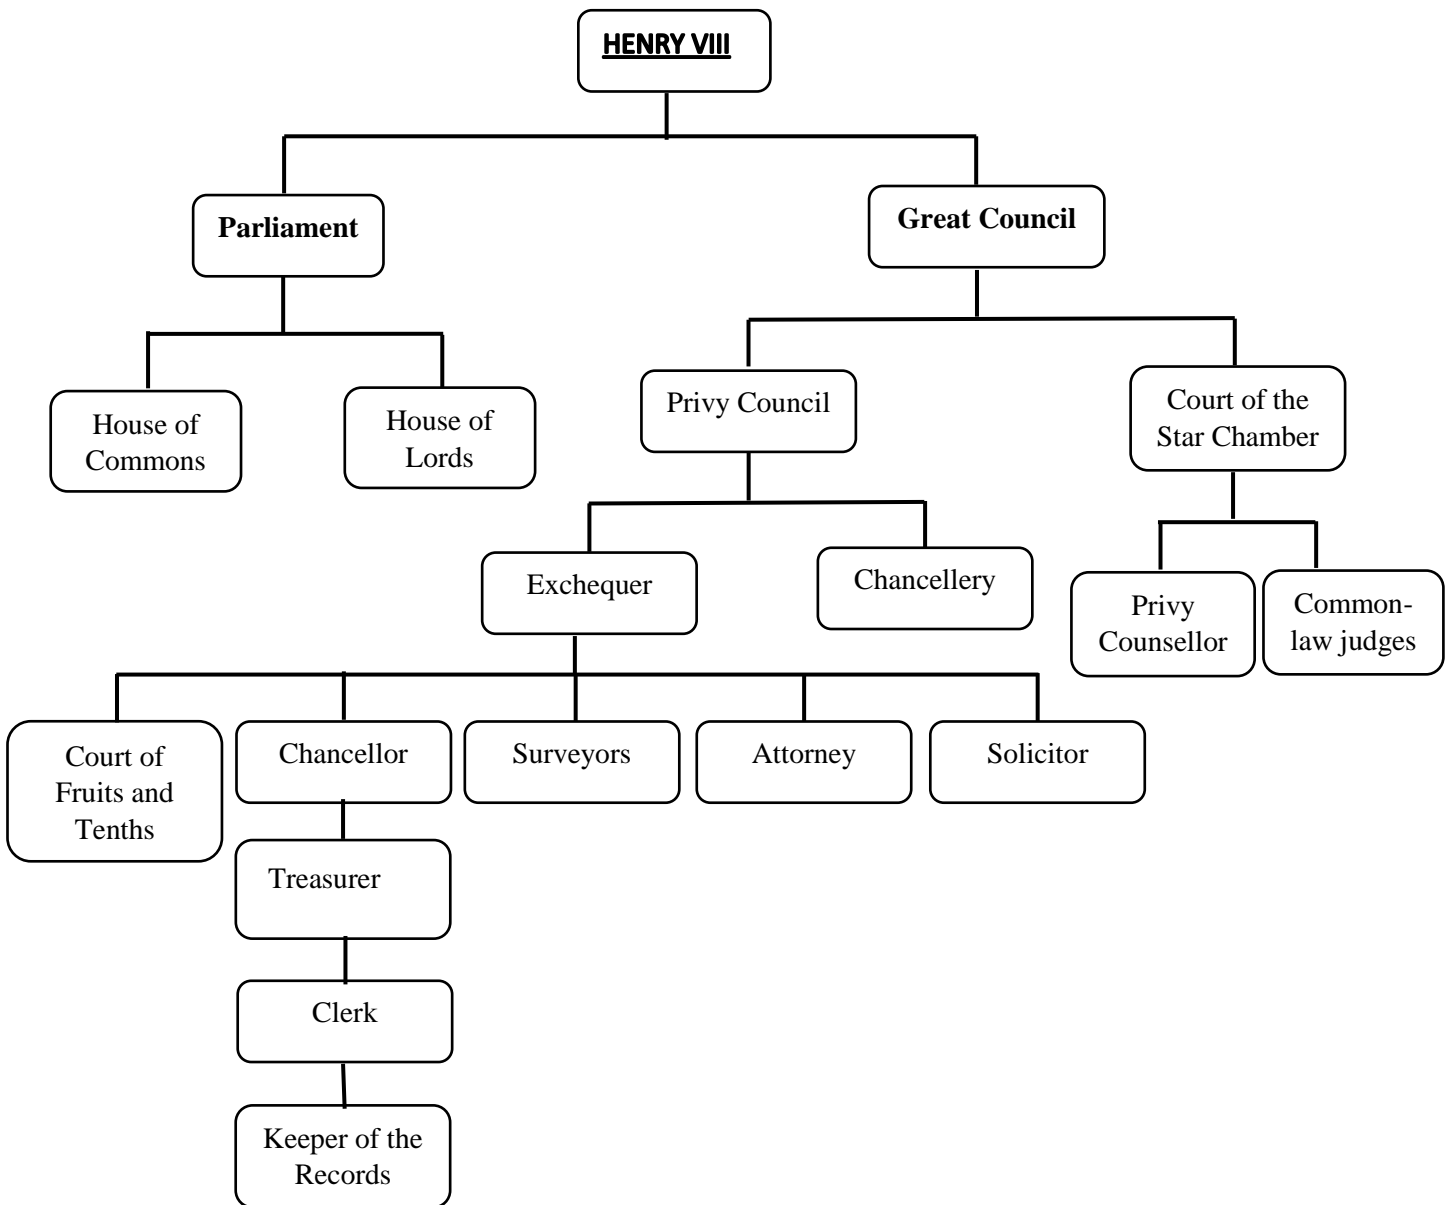 HENRY VIII
Parliament
Great Council
House of
Commons
House of
Lords
Privy Council
Court of the
Star Chamber
Exchequer
Chancellery
Privy
Counsellor
Common-
law judges
Court of
Fruits and
Tenths
Chancellor
Surveyors
Attorney
Solicitor
Treasurer
Clerk
Keeper of the
Records